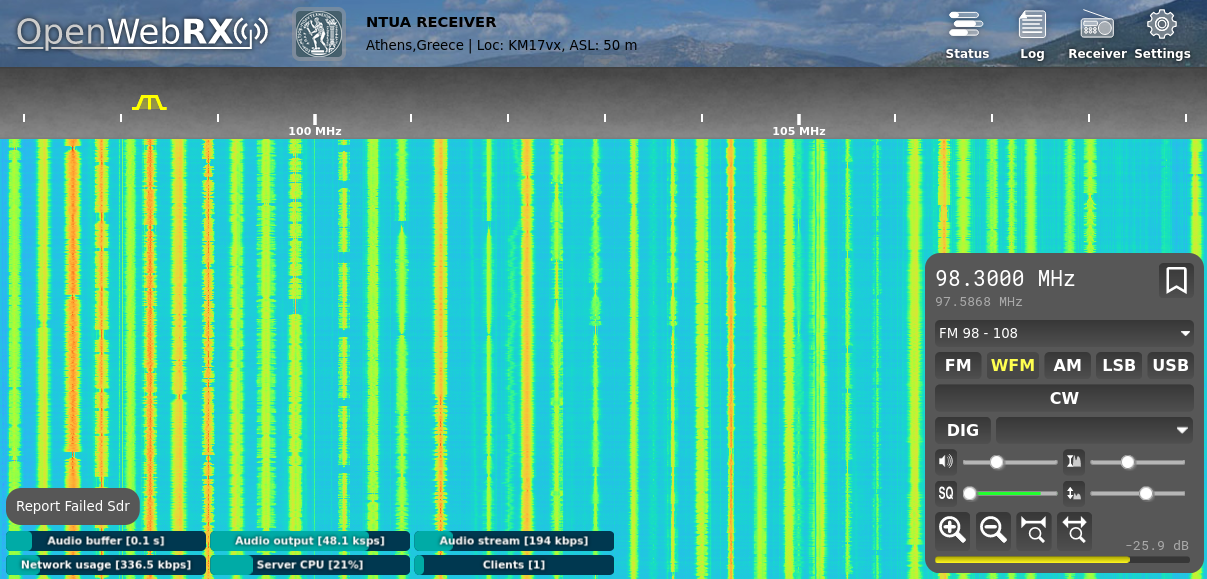 OpenWebRX
NTUA RECEIVER
Athens,Greece | Loc: KM17vx, ASL: 50 m
Status
Log
Receiver
Settings
100 MHz
105 MHz
98.3000 MHz
97.5868 MHz
FM 98 - 108
FM
WFM
AM
LSB
USB
CW
DIG
SQ
-25.9 dB
Report Failed Sdr
Audio buffer [0.1 s]
Audio output [48.1 ksps]
Audio stream [194 kbps]
Network usage [336.5 kbps]
Server CPU [21%]
Clients [1]